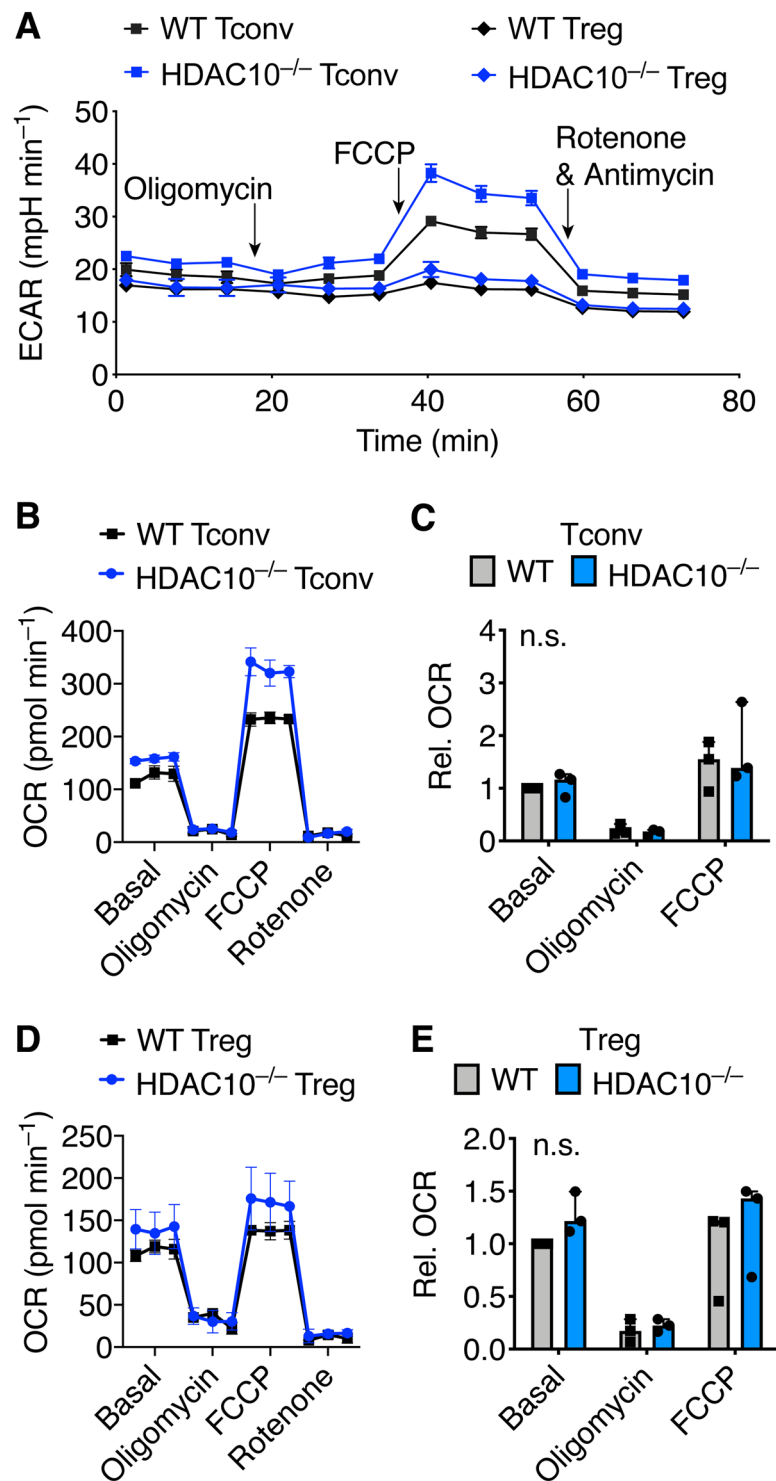 A
WT Tconv
WT Treg
HDAC10⁻/⁻ Tconv
HDAC10⁻/⁻ Treg
ECAR (mpH min⁻¹)
50
40
30
20
10
0
Oligomycin
FCCP
Rotenone
& Antimycin
0 20 40 60 80
Time (min)
B
WT Tconv
HDAC10⁻/⁻ Tconv
OCR (pmol min⁻¹)
400
300
200
100
0
Basal
Oligomycin
FCCP
Rotenone
C
Tconv
WT HDAC10⁻/⁻
Rel. OCR
4
3
2
1
0
n.s.
Basal
Oligomycin
FCCP
D
WT Treg
HDAC10⁻/⁻ Treg
OCR (pmol min⁻¹)
250
200
150
100
50
0
Basal
Oligomycin
FCCP
Rotenone
E
Treg
WT HDAC10⁻/⁻
Rel. OCR
2.0
1.5
1.0
0.5
0.0
n.s.
Basal
Oligomycin
FCCP